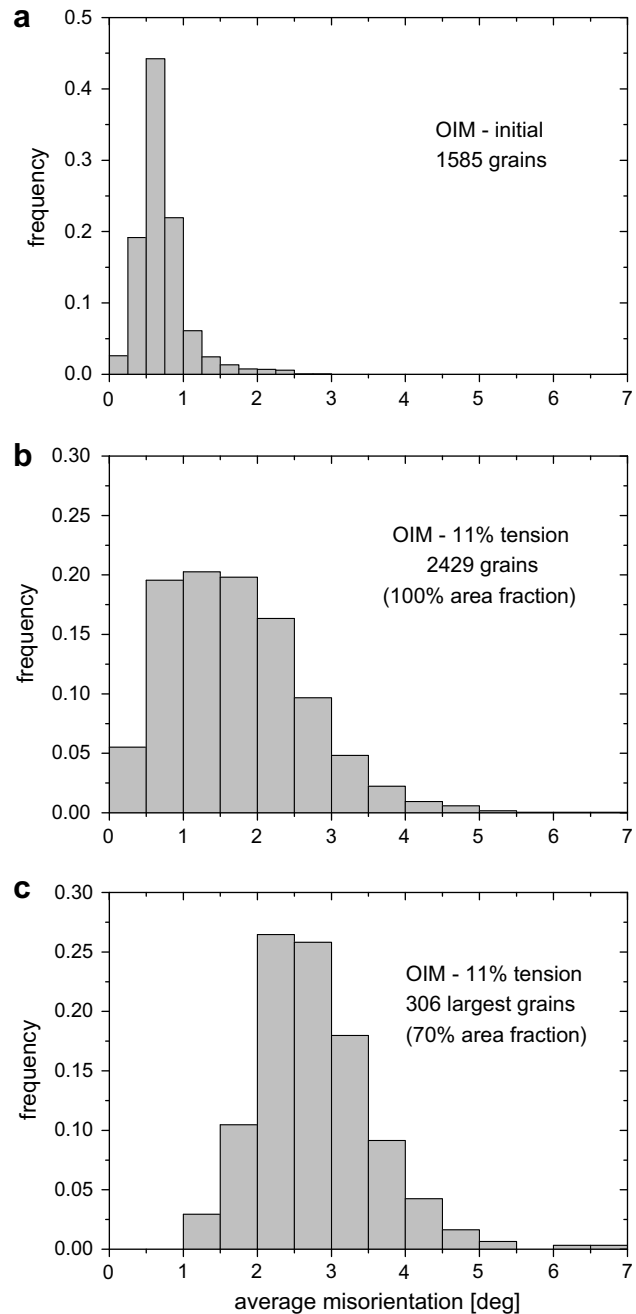 a
0.5
0.4
0.3
0.2
0.1
0.0
frequency
OIM - initial
1585 grains
0 1 2 3 4 5 6 7
b
0.30
0.25
0.20
0.15
0.10
0.05
0.00
frequency
OIM - 11% tension
2429 grains
(100% area fraction)
0 1 2 3 4 5 6 7
c
0.30
0.25
0.20
0.15
0.10
0.05
0.00
frequency
OIM - 11% tension
306 largest grains
(70% area fraction)
0 1 2 3 4 5 6 7
average misorientation [deg]